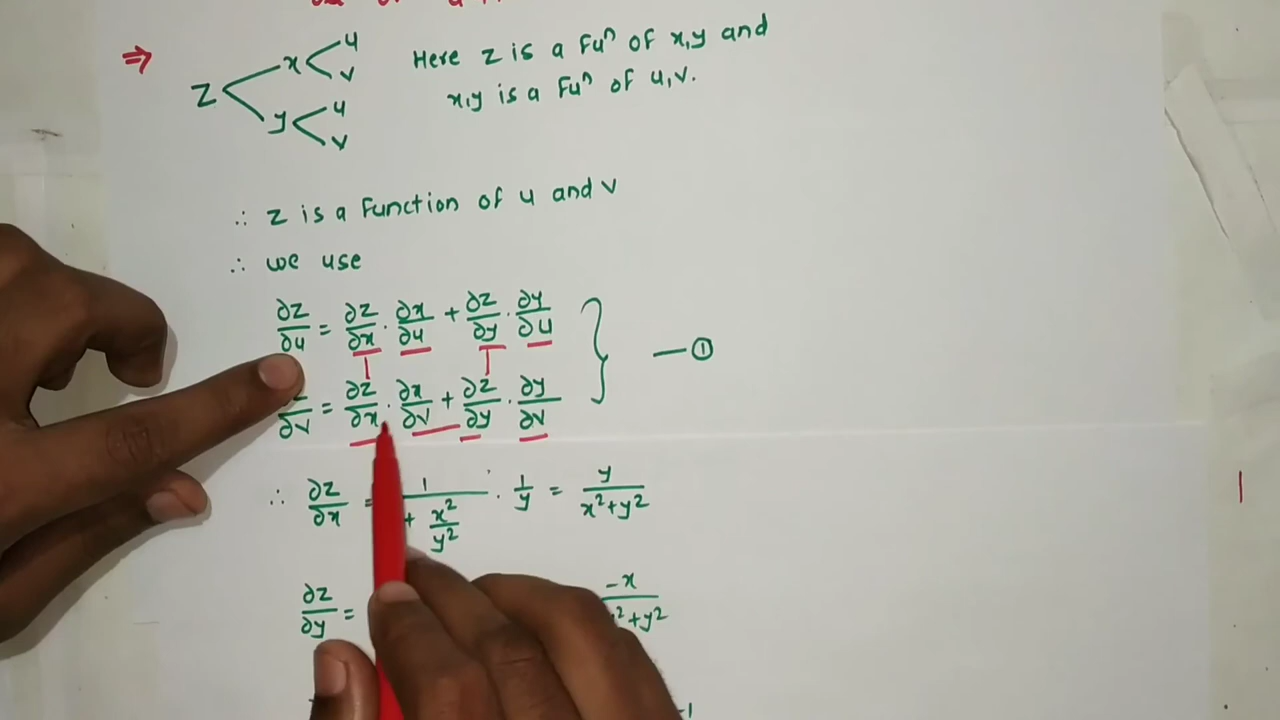 ⇒ Z x u v y u v Here z is a Fuⁿ of x,y and
x,y is a Fuⁿ of u,v.
∴ z is a Function of u and v
∴ we use
∂z/∂u = ∂z/∂x · ∂x/∂u + ∂z/∂y · ∂y/∂u
— ①
/∂v = ∂z/∂x · ∂x/∂v + ∂z/∂y · ∂y/∂v
∴ ∂z/∂x = 1/( + x²/y²) · 1/y = y/(x²+y²)
∂z/∂y = -x/( ²+y²)
-1